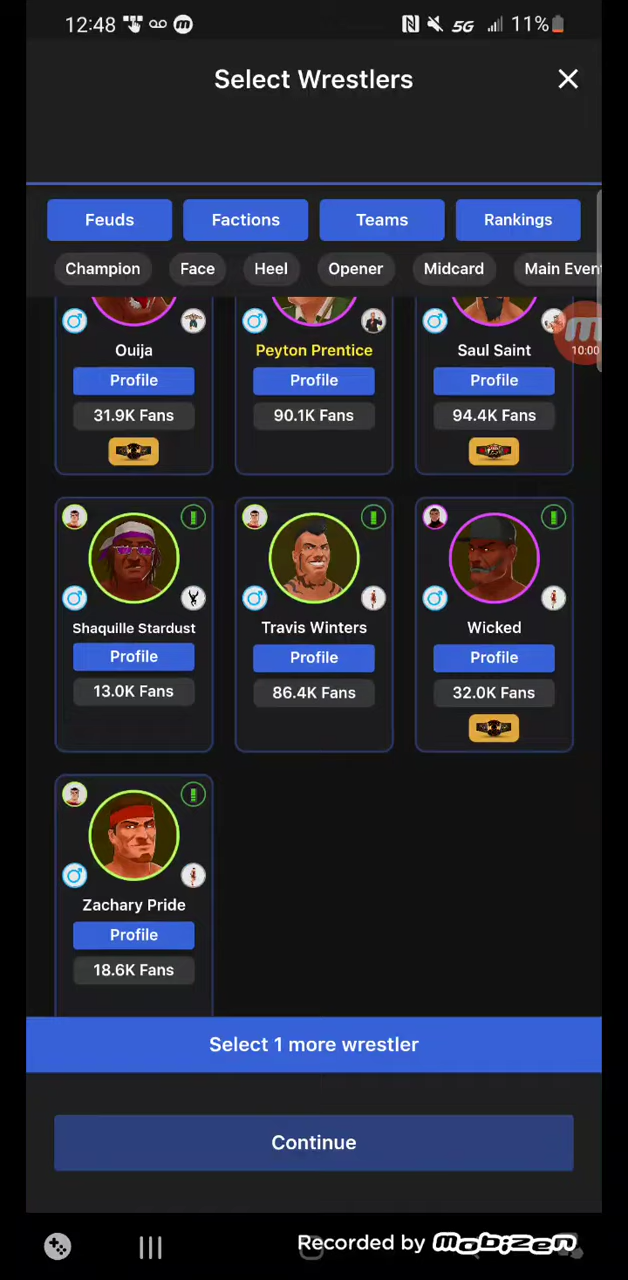 12:48
5G
11%
Select Wrestlers
Feuds Factions Teams Rankings
Champion Face Heel Opener Midcard Main Even
10:00
Ouija Peyton Prentice Saul Saint
Profile Profile Profile
31.9K Fans 90.1K Fans 94.4K Fans
Shaquille Stardust Travis Winters Wicked
Profile Profile Profile
13.0K Fans 86.4K Fans 32.0K Fans
Zachary Pride
Profile
18.6K Fans
Select 1 more wrestler
Continue
Recorded by Mobizen